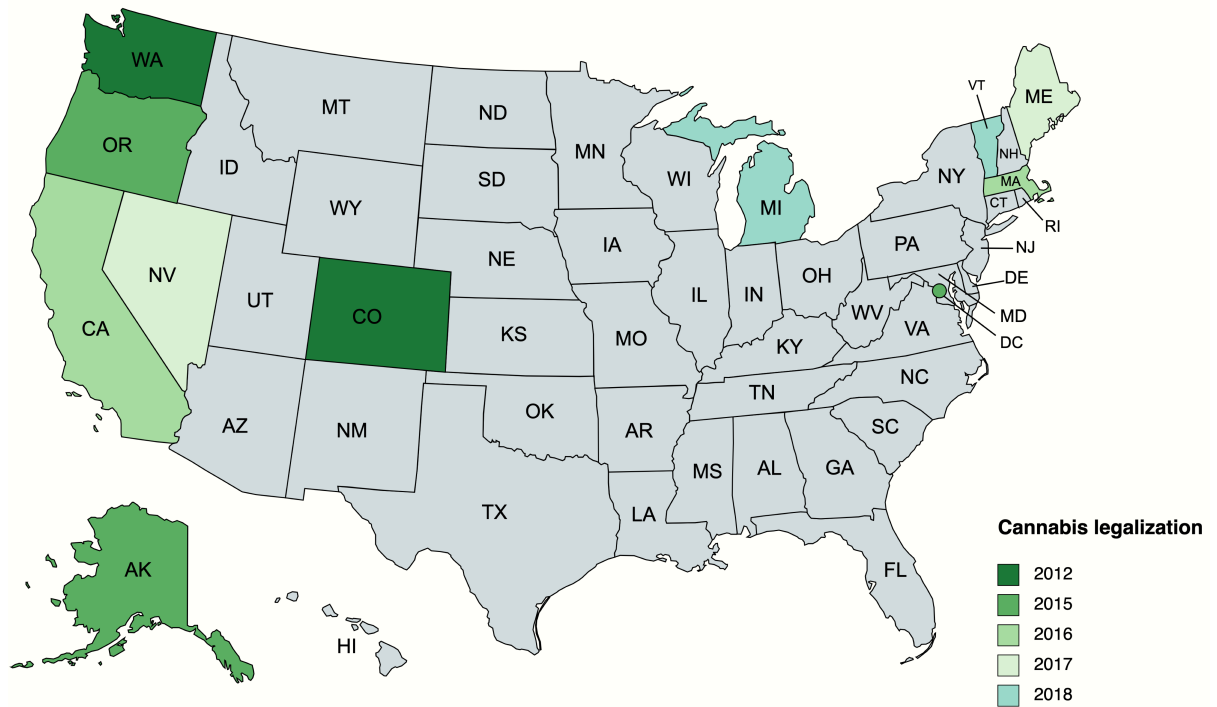 WA
MT
ND
MN
VT
ME
OR
ID
SD
WI
NY
NH
MA
WY
MI
CT
RI
NV
UT
CO
NE
IA
PA
NJ
CA
IL
IN
OH
DE
KS
MO
WV
VA
MD
DC
KY
AZ
NM
OK
TN
NC
AR
SC
TX
MS
AL
GA
LA
Cannabis legalization
AK
FL
2012
2015
2016
HI
2017
2018